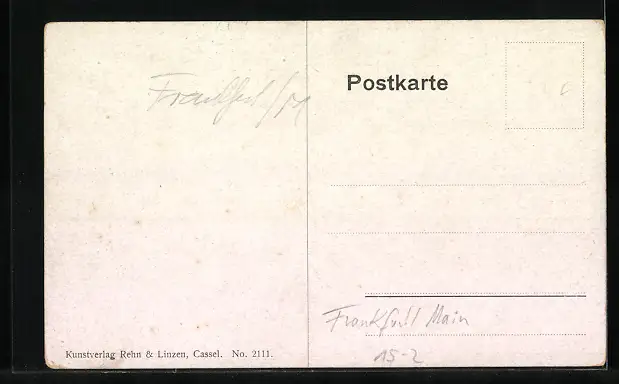 Frankfurt/M
Postkarte
Frankfurt Main
15-2
Kunstverlag Rehn & Linzen, Cassel. No. 2111.